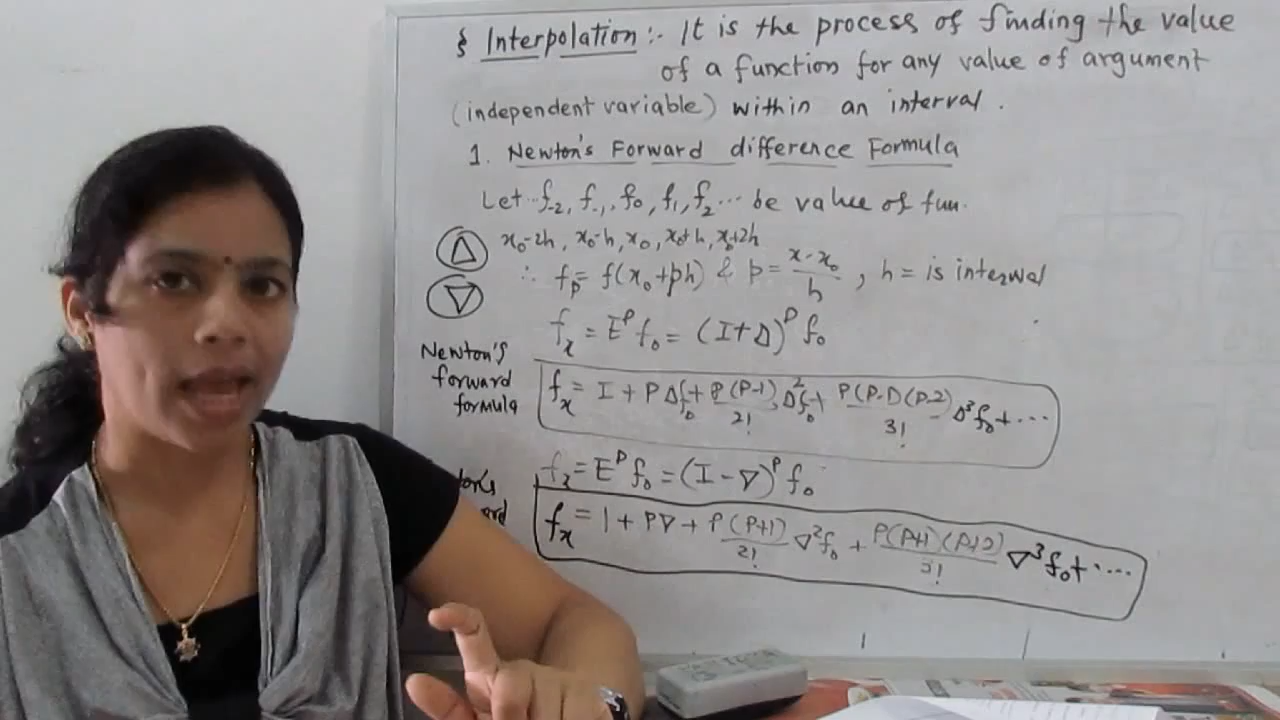 § Interpolation :- It is the process of finding the value
of a function for any value of argument
(independent variable) within an interval.
1. Newton's Forward difference Formula
Let ...f₋₂, f₋₁, f₀, f₁, f₂... be value of fun.
x₀-2h, x₀-h, x₀, x₀+h, x₀+2h
Δ
∴ fₚ = f(x₀+ph) & p = (x-x₀)/h, h = is interval
∇
fₓ = Eᴾ f₀ = (I+Δ)ᴾ f₀
Newton's
forward
formula
fₓ = I + PΔf₀ + P(P-1)/2! Δ²f₀ + P(P-1)(P-2)/3! Δ³f₀ + ....
fₓ = Eᴾ f₀ = (I-∇)ᴾ f₀
fₓ = 1 + P∇ + P(P+1)/2! ∇²f₀ + P(P+1)(P+2)/3! ∇³f₀ + ....